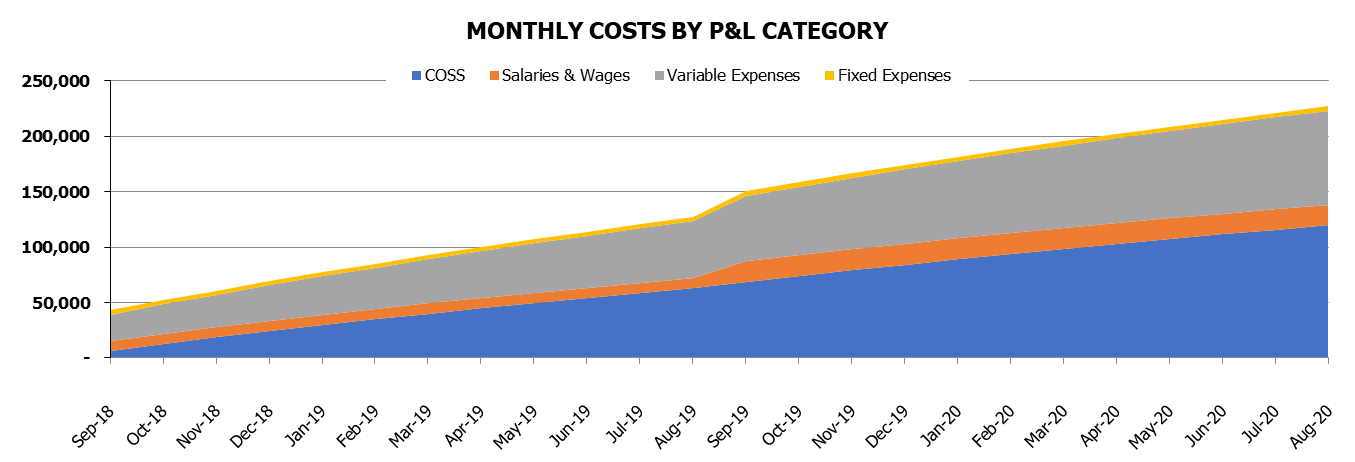 MONTHLY COSTS BY P&L CATEGORY
COSS Salaries & Wages Variable Expenses Fixed Expenses
250,000
200,000
150,000
100,000
50,000
-
Sep-18 Oct-18 Nov-18 Dec-18 Jan-19 Feb-19 Mar-19 Apr-19 May-19 Jun-19 Jul-19 Aug-19 Sep-19 Oct-19 Nov-19 Dec-19 Jan-20 Feb-20 Mar-20 Apr-20 May-20 Jun-20 Jul-20 Aug-20